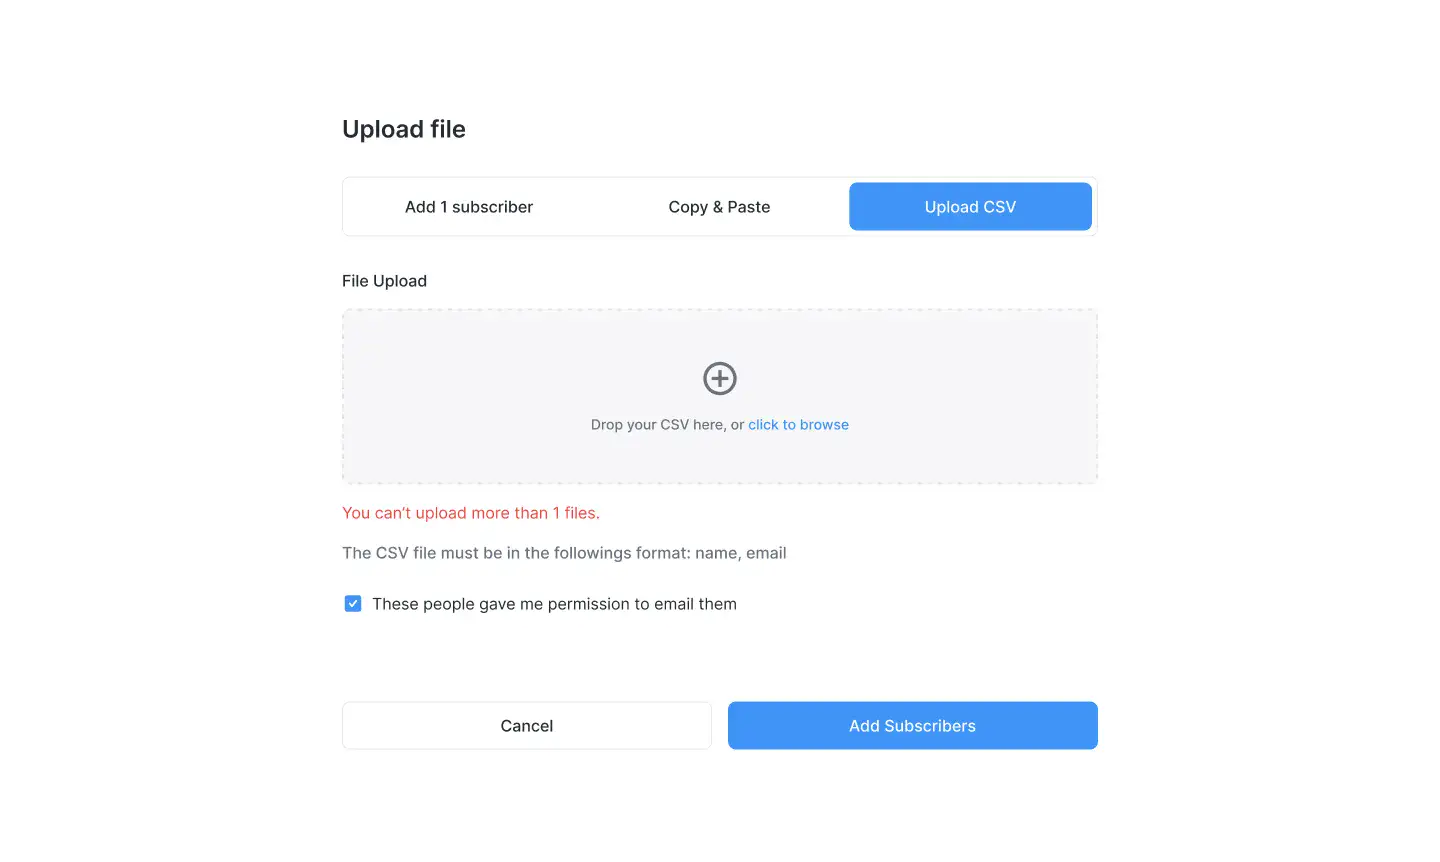 Upload file
Add 1 subscriber
Copy & Paste
Upload CSV
File Upload
Drop your CSV here, or click to browse
You can’t upload more than 1 files.
The CSV file must be in the followings format: name, email
These people gave me permission to email them
Cancel
Add Subscribers